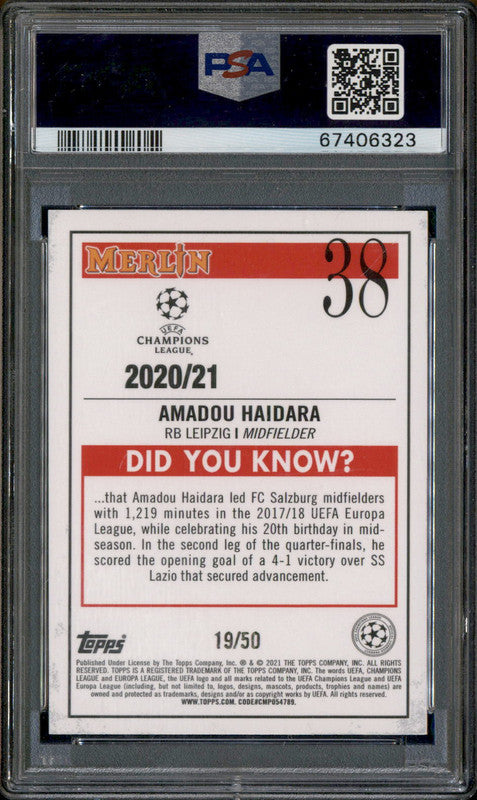 PSA
67406323
MERLIN
38
UEFA
CHAMPIONS
LEAGUE
2020/21
AMADOU HAIDARA
RB LEIPZIG | MIDFIELDER
DID YOU KNOW?
...that Amadou Haidara led FC Salzburg midfielders
with 1,219 minutes in the 2017/18 UEFA Europa
League, while celebrating his 20th birthday in mid-
season. In the second leg of the quarter-finals, he
scored the opening goal of a 4-1 victory over SS
Lazio that secured advancement.
topps
19/50
Published Under License by The Topps Company, Inc. ® & © 2021 THE TOPPS COMPANY, INC. ALL RIGHTS
RESERVED. TOPPS IS A REGISTERED TRADEMARK OF THE TOPPS COMPANY, INC. The words UEFA, CHAMPIONS
LEAGUE and EUROPA LEAGUE, the UEFA logo and all marks related to the UEFA Champions League and UEFA
Europa League (including, but not limited to, logos, designs, mascots, products, trophies and names) are
owned and protected as trademarks, designs and/or as copyright works by UEFA. All rights reserved.
WWW.TOPPS.COM. CODE#CMP054789.